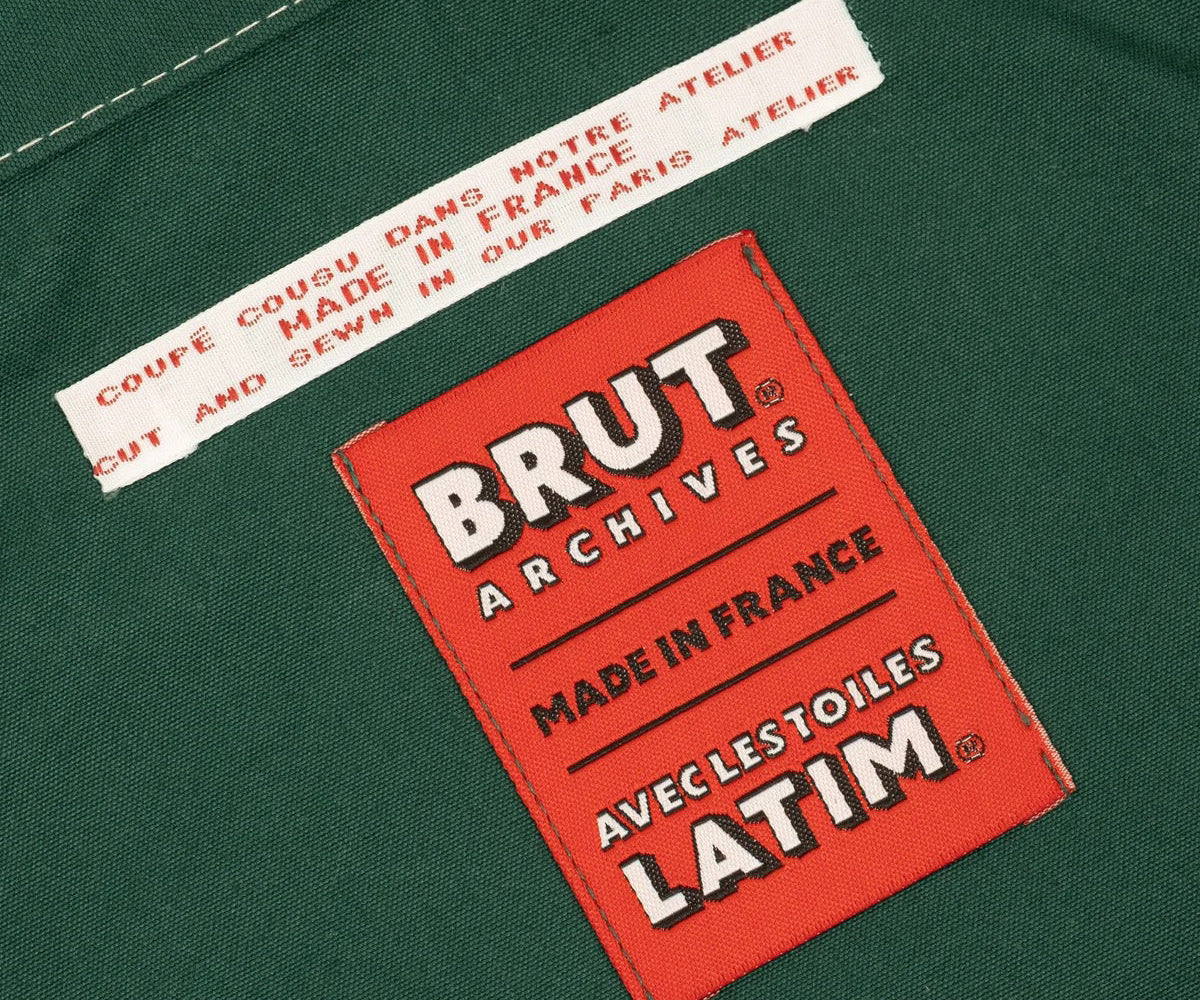 COUPÉ COUSU DANS NOTRE ATELIER
MADE IN FRANCE
CUT AND SEWN IN OUR PARIS ATELIER
BRUT.®
ARCHIVES
MADE IN FRANCE
AVEC LES TOILES
LATIM.®